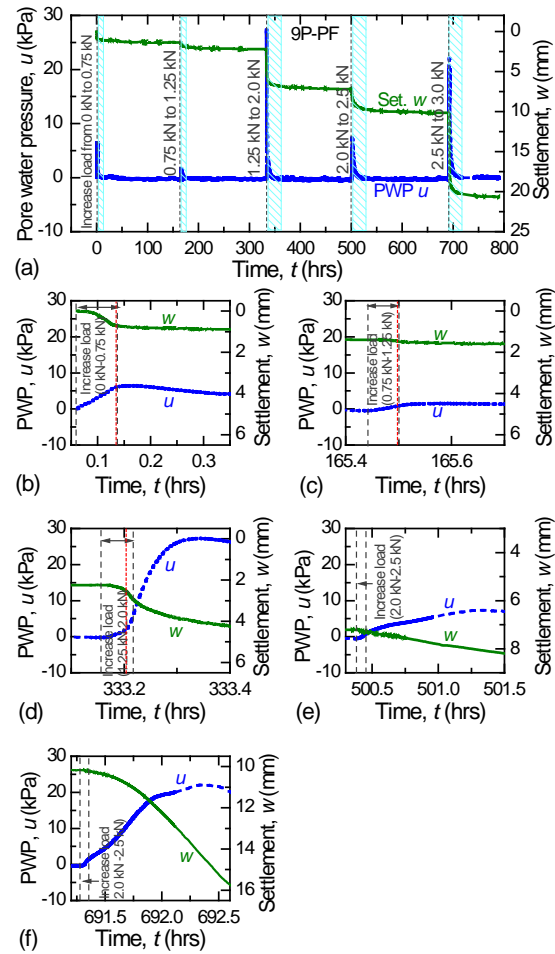 9P-PF
Pore water pressure, u (kPa)
30
20
10
0
-10
Increase load from 0 kN to 0.75 kN
0.75 kN to 1.25 kN
1.25 kN to 2.0 kN
2.0 kN to 2.5 kN
2.5 kN to 3.0 kN
Set. w
PWP u
0
5
10
15
20
25
Settlement, w (mm)
0 100 200 300 400 500 600 700 800
(a)
Time, t (hrs)
PWP, u (kPa)
30
20
10
0
-10
Increase load
(0 kN-0.75 kN)
w
u
0
2
4
6
Settlement, w (mm)
0.1 0.2 0.3
(b)
Time, t (hrs)
PWP, u (kPa)
30
20
10
0
-10
Increase load
(0.75 kN-1.25 kN)
w
u
0
2
4
6
Settlement, w (mm)
165.4 165.6
(c)
Time, t (hrs)
PWP, u (kPa)
30
20
10
0
-10
Increase load
(1.25 kN-2.0 kN)
u
w
0
2
4
6
Settlement, w (mm)
333.2 333.4
(d)
Time, t (hrs)
PWP, u (kPa)
30
20
10
0
-10
Increase load
(2.0 kN-2.5 kN)
u
w
4
6
8
Settlement, w (mm)
500.5 501.0 501.5
(e)
Time, t (hrs)
PWP, u (kPa)
30
20
10
0
-10
Increase load
2.0 kN -2.5 kN)
u
w
10
12
14
16
Settlement, w (mm)
691.5 692.0 692.5
(f)
Time, t (hrs)